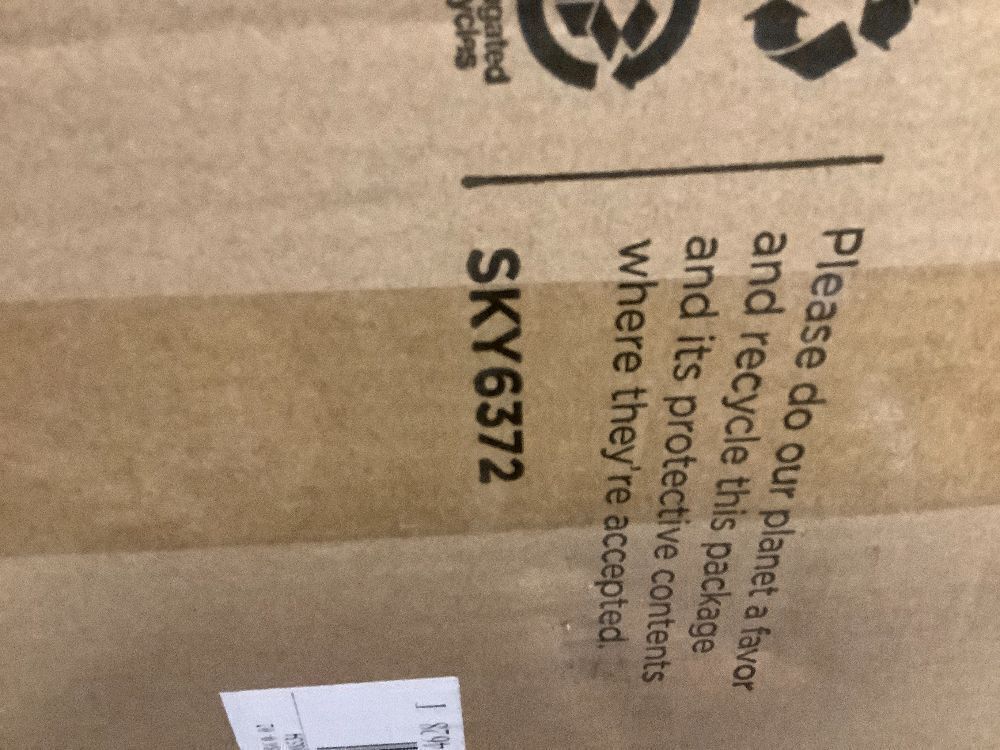 Please do our planet a favor
and recycle this package
and its protective contents
where they're accepted.
SKY6372